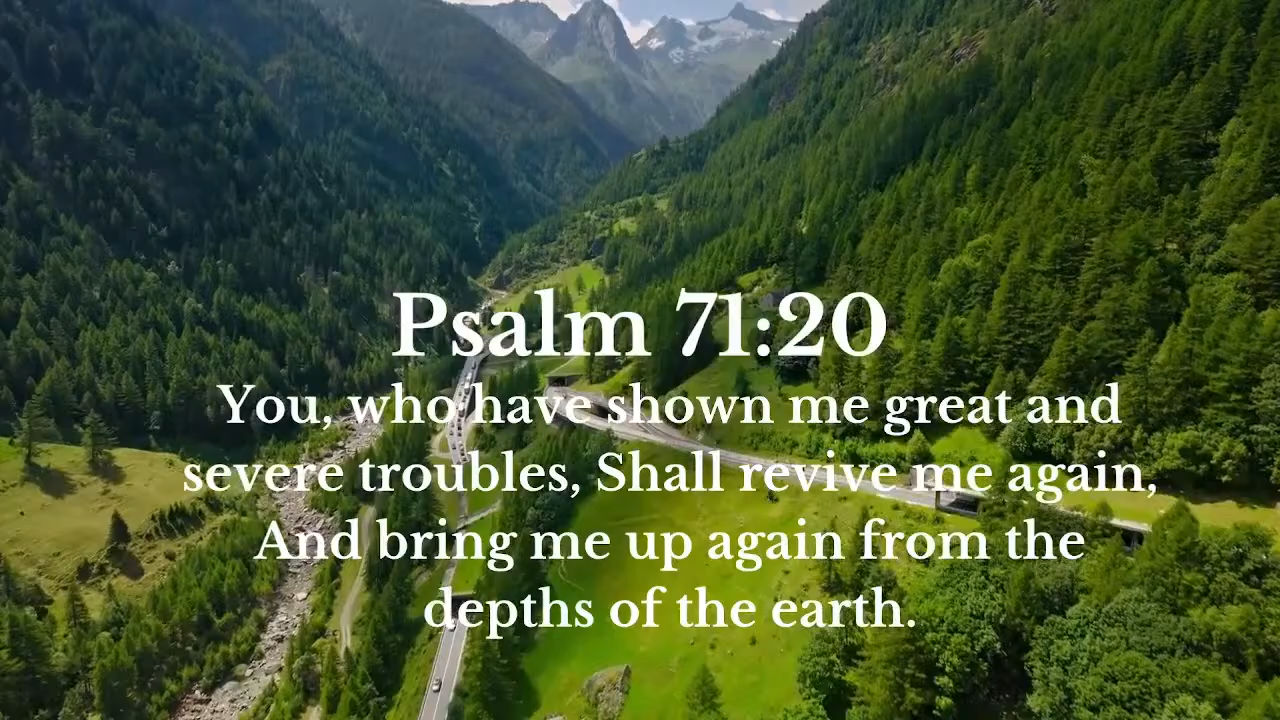 Psalm 71:20
You, who have shown me great and
severe troubles, Shall revive me again,
And bring me up again from the
depths of the earth.